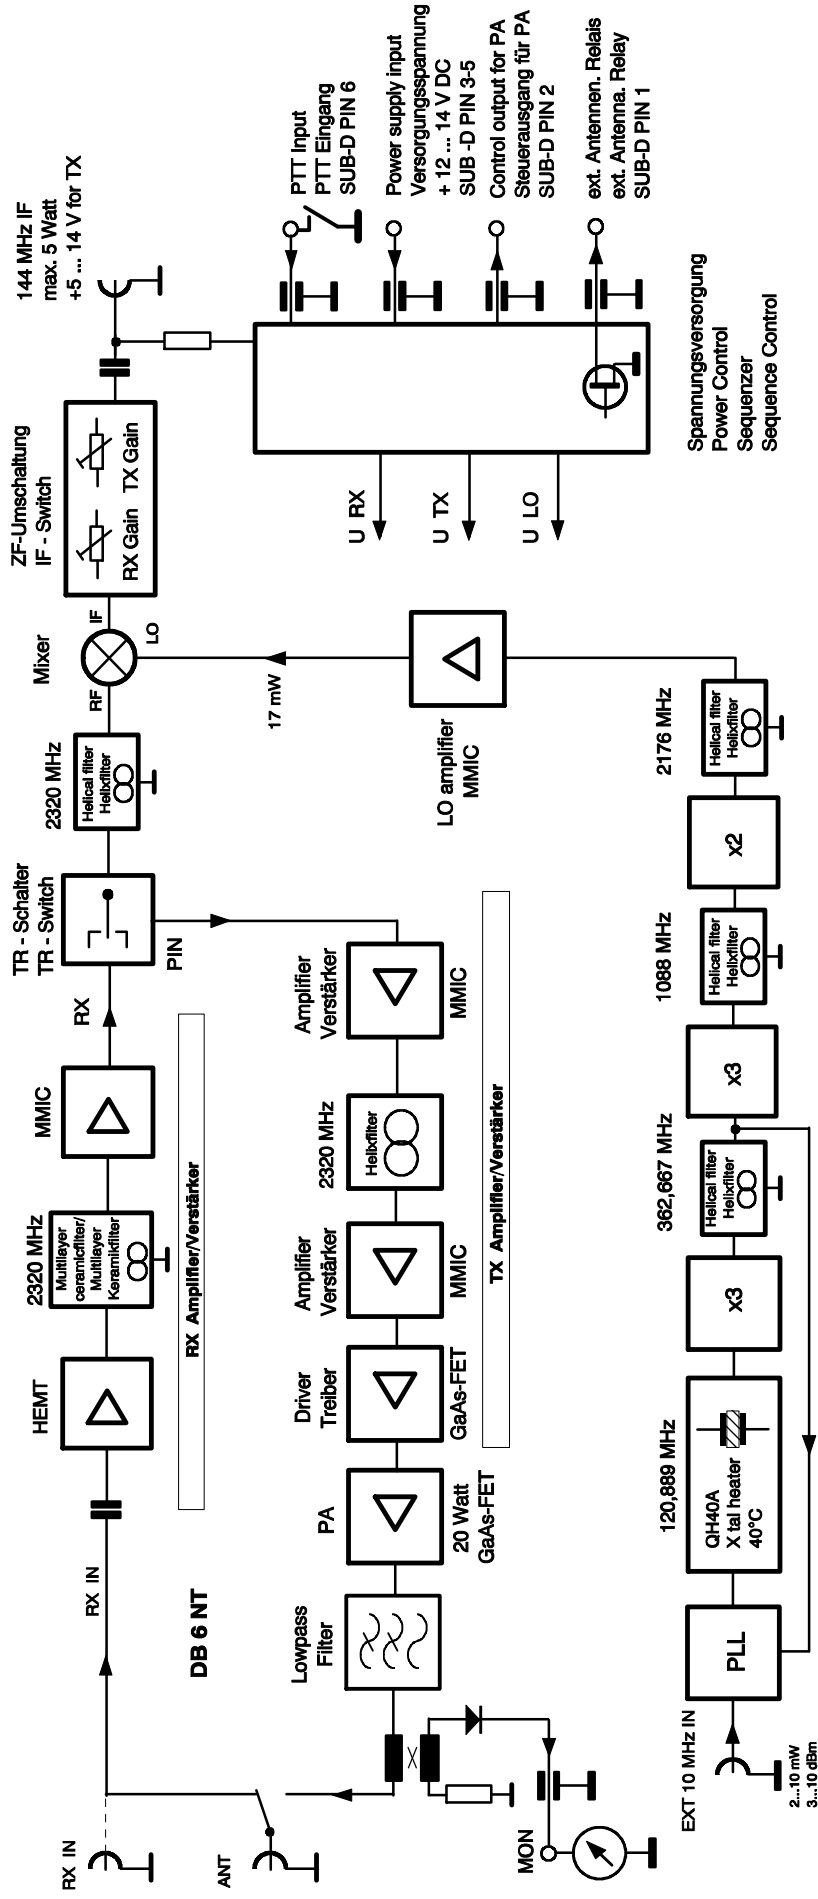 RX IN
RX IN
HEMT
2320 MHz
Multilayer
ceramicfilter/
Multilayer
Keramikfilter
MMIC
RX
TR - Schalter
TR - Switch
PIN
2320 MHz
Helical filter
Helixfilter
RF
Mixer
IF
LO
ZF-Umschaltung
IF - Switch
RX Gain
TX Gain
144 MHz IF
max. 5 Watt
+5 ... 14 V for TX
RX Amplifier/Verstärker
DB 6 NT
ANT
Lowpass
Filter
PA
20 Watt
GaAs-FET
Driver
Treiber
GaAs-FET
Amplifier
Verstärker
MMIC
2320 MHz
Helixfilter
Amplifier
Verstärker
MMIC
17 mW
LO amplifier
MMIC
U RX
U TX
U LO
PTT Input
PTT Eingang
SUB-D PIN 6
Power supply input
Versorgungsspannung
+ 12 ... 14 V DC
SUB -D PIN 3-5
Control output for PA
Steuerausgang für PA
SUB-D PIN 2
ext. Antennen. Relais
ext. Antenna. Relay
SUB-D PIN 1
TX Amplifier/Verstärker
MON
Spannungsversorgung
Power Control
Sequenzer
Sequence Control
EXT 10 MHz IN
2...10 mW
3...10 dBm
PLL
120,889 MHz
QH40A
X tal heater
40°C
x3
362,667 MHz
Helical filter
Helixfilter
x3
1088 MHz
Helical filter
Helixfilter
x2
2176 MHz
Helical filter
Helixfilter